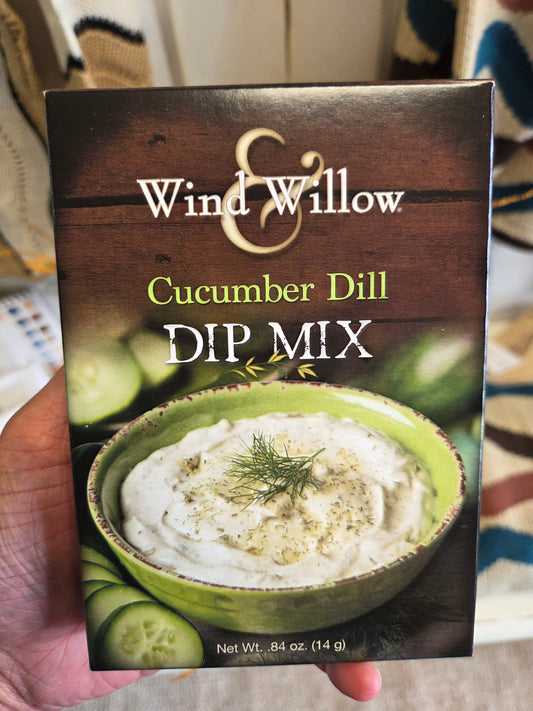 Wind & Willow®
Cucumber Dill
DIP MIX
Net Wt. .84 oz. (14 g)